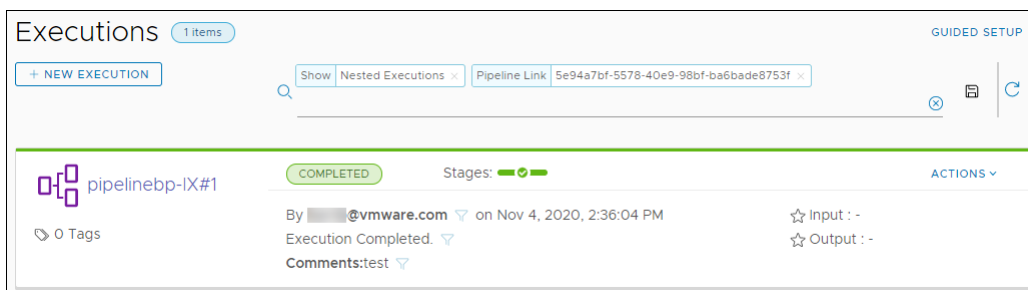 Executions 1 items
GUIDED SETUP
+ NEW EXECUTION
Show Nested Executions × Pipeline Link 5e94a7bf-5578-40e9-98bf-ba6bade8753f ×
pipelinebp-IX#1
0 Tags
COMPLETED Stages:
ACTIONS
By @vmware.com on Nov 4, 2020, 2:36:04 PM
Execution Completed.
Comments:test
Input : -
Output : -